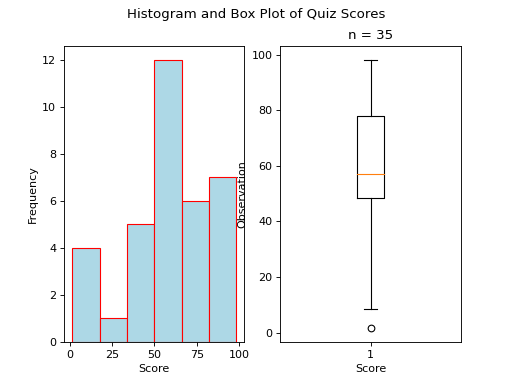 Histogram and Box Plot of Quiz Scores
n = 35
12
10
8
6
4
2
0
Frequency
0 25 50 75 100
Score
100
80
60
40
20
0
Observation
1
Score